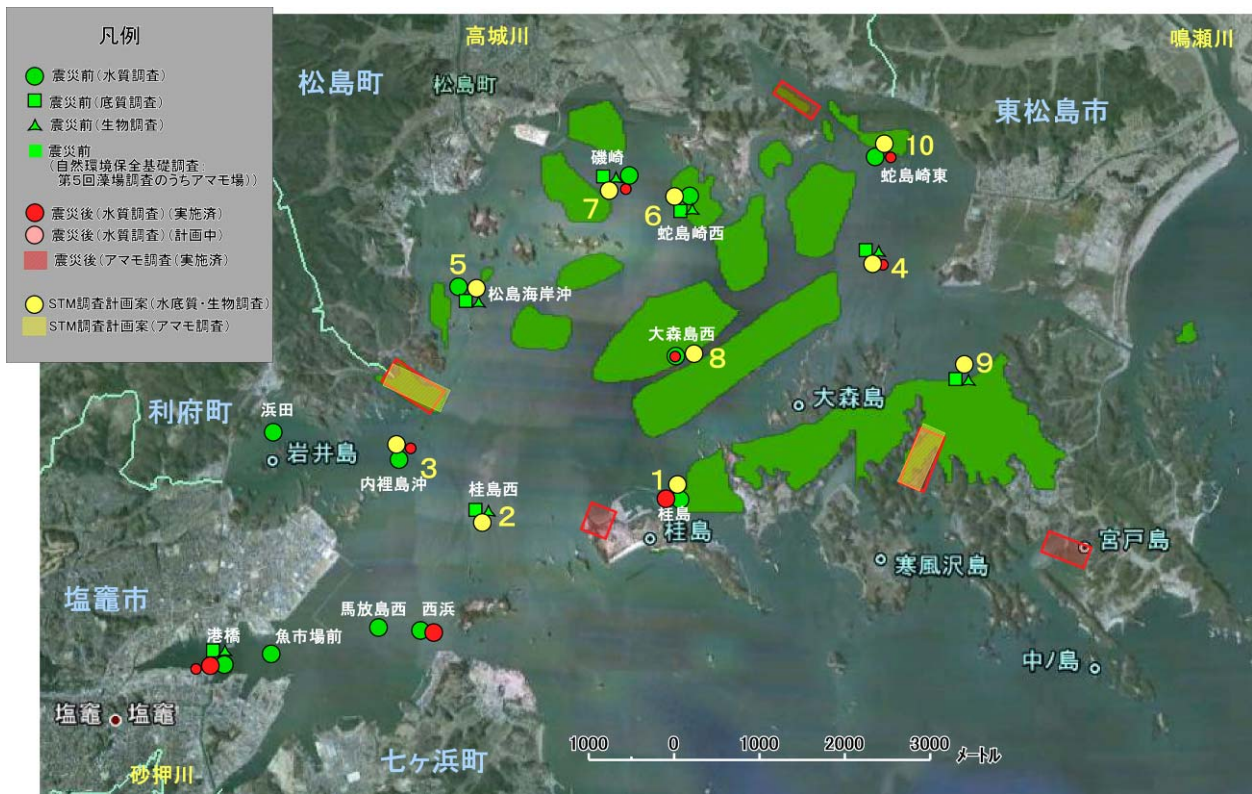 凡例
震災前(水質調査)
震災前(底質調査)
震災前(生物調査)
震災前
(自然環境保全基礎調査:
第5回藻場調査のうちアマモ場))
震災後(水質調査)(実施済)
震災後(水質調査)(計画中)
震災後(アマモ調査(実施済)
STM調査計画案(水底質・生物調査)
STM調査計画案(アマモ調査)
高城川
鳴瀬川
松島町
松島町
東松島市
磯崎
10
蛇島崎東
7
6
蛇島崎西
4
5
松島海岸沖
大森島西
8
9
大森島
利府町
浜田
岩井島
3
内裡島沖
桂島西
2
1
桂島
桂島
宮戸島
寒風沢島
塩竈市
馬放島西
西浜
港橋
魚市場前
中ノ島
塩竈
塩竈
七ヶ浜町
砂押川
1000 0 1000 2000 3000
メートル